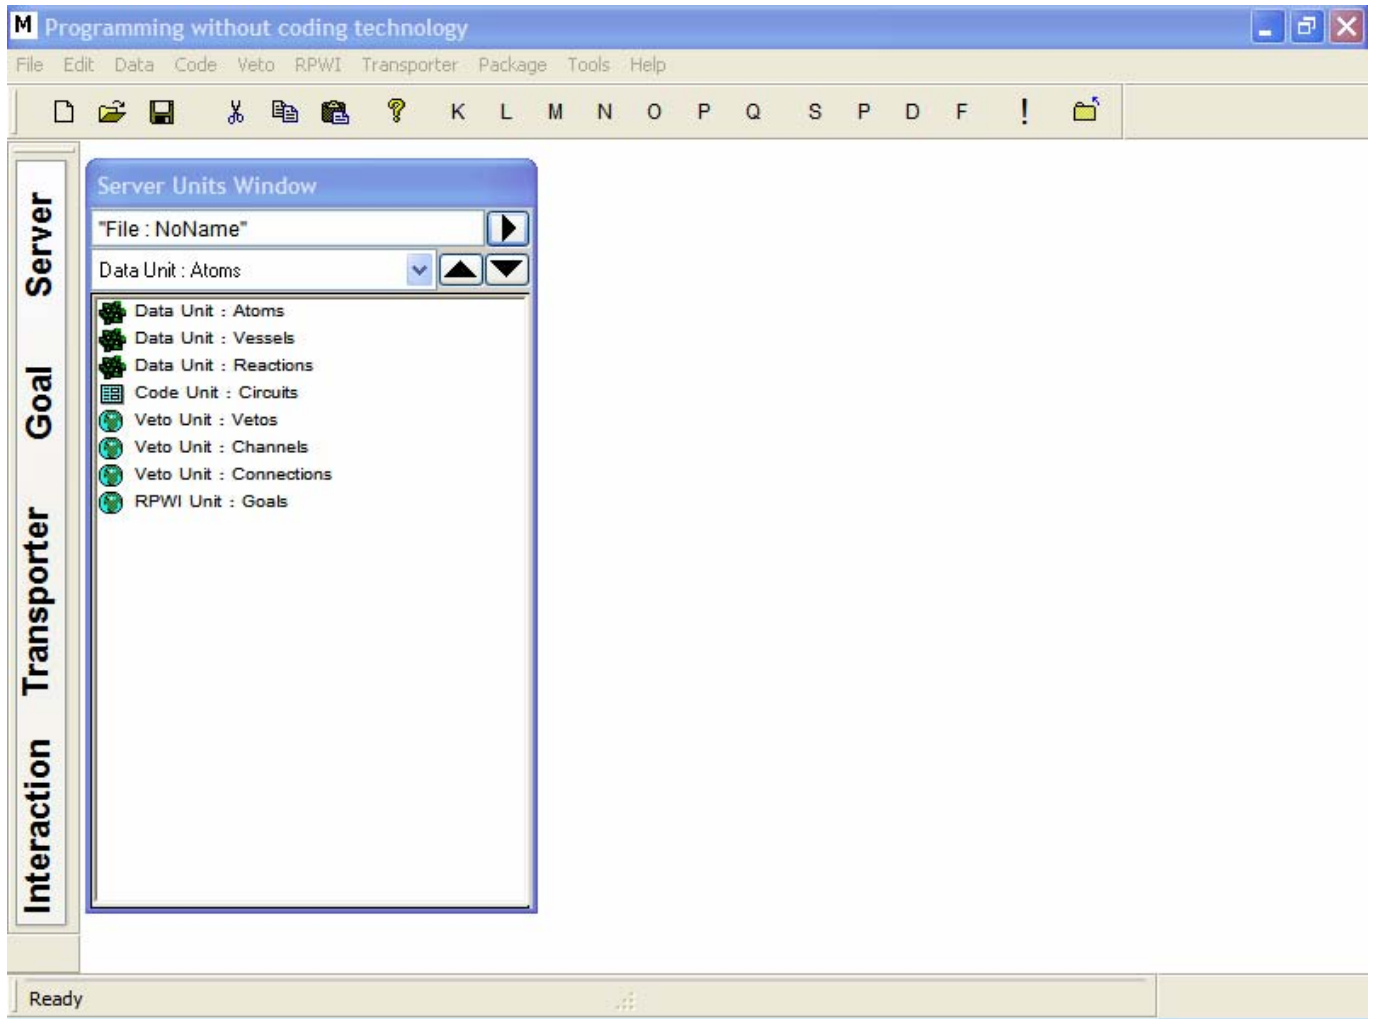 M Programming without coding technology
File Edit Data Code Veto RPWI Transporter Package Tools Help
? K L M N O P Q S P D F !
Server
Goal
Transporter
Interaction
Server Units Window
"File : NoName"
Data Unit : Atoms
Data Unit : Atoms
Data Unit : Vessels
Data Unit : Reactions
Code Unit : Circuits
Veto Unit : Vetos
Veto Unit : Channels
Veto Unit : Connections
RPWI Unit : Goals
Ready